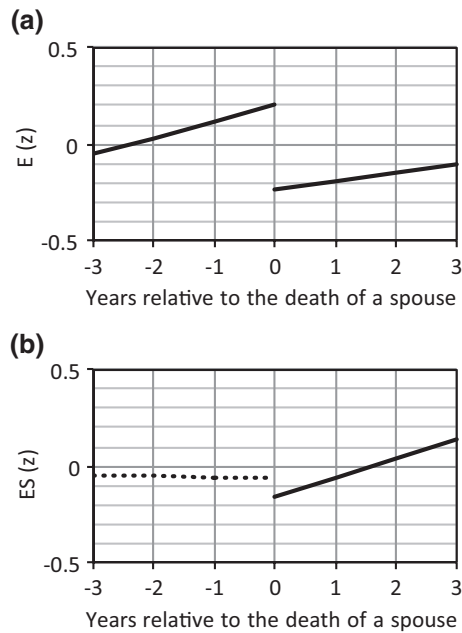 (a)
0.5
0
-0.5
E (z)
-3 -2 -1 0 1 2 3
Years relative to the death of a spouse
(b)
0.5
0
-0.5
ES (z)
-3 -2 -1 0 1 2 3
Years relative to the death of a spouse